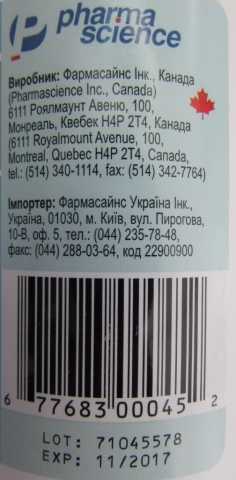 pharma
science
Виробник: Фармасайнс Інк., Канада
(Pharmascience Inc., Canada)
6111 Роялмаунт Авеню, 100,
Монреаль, Квебек H4P 2T4, Канада
(6111 Royalmount Avenue, 100,
Montreal, Quebec H4P 2T4, Canada,
tel.: (514) 340-1114, fax: (514) 342-7764)
Імпортер: Фармасайнс Україна Інк.,
Україна, 01030, м. Київ, вул. Пирогова,
10-В, оф. 5, тел.: (044) 235-78-48,
факс: (044) 288-03-64, код 22900900
6 77683 00045 2
LOT: 71045578
EXP: 11/2017